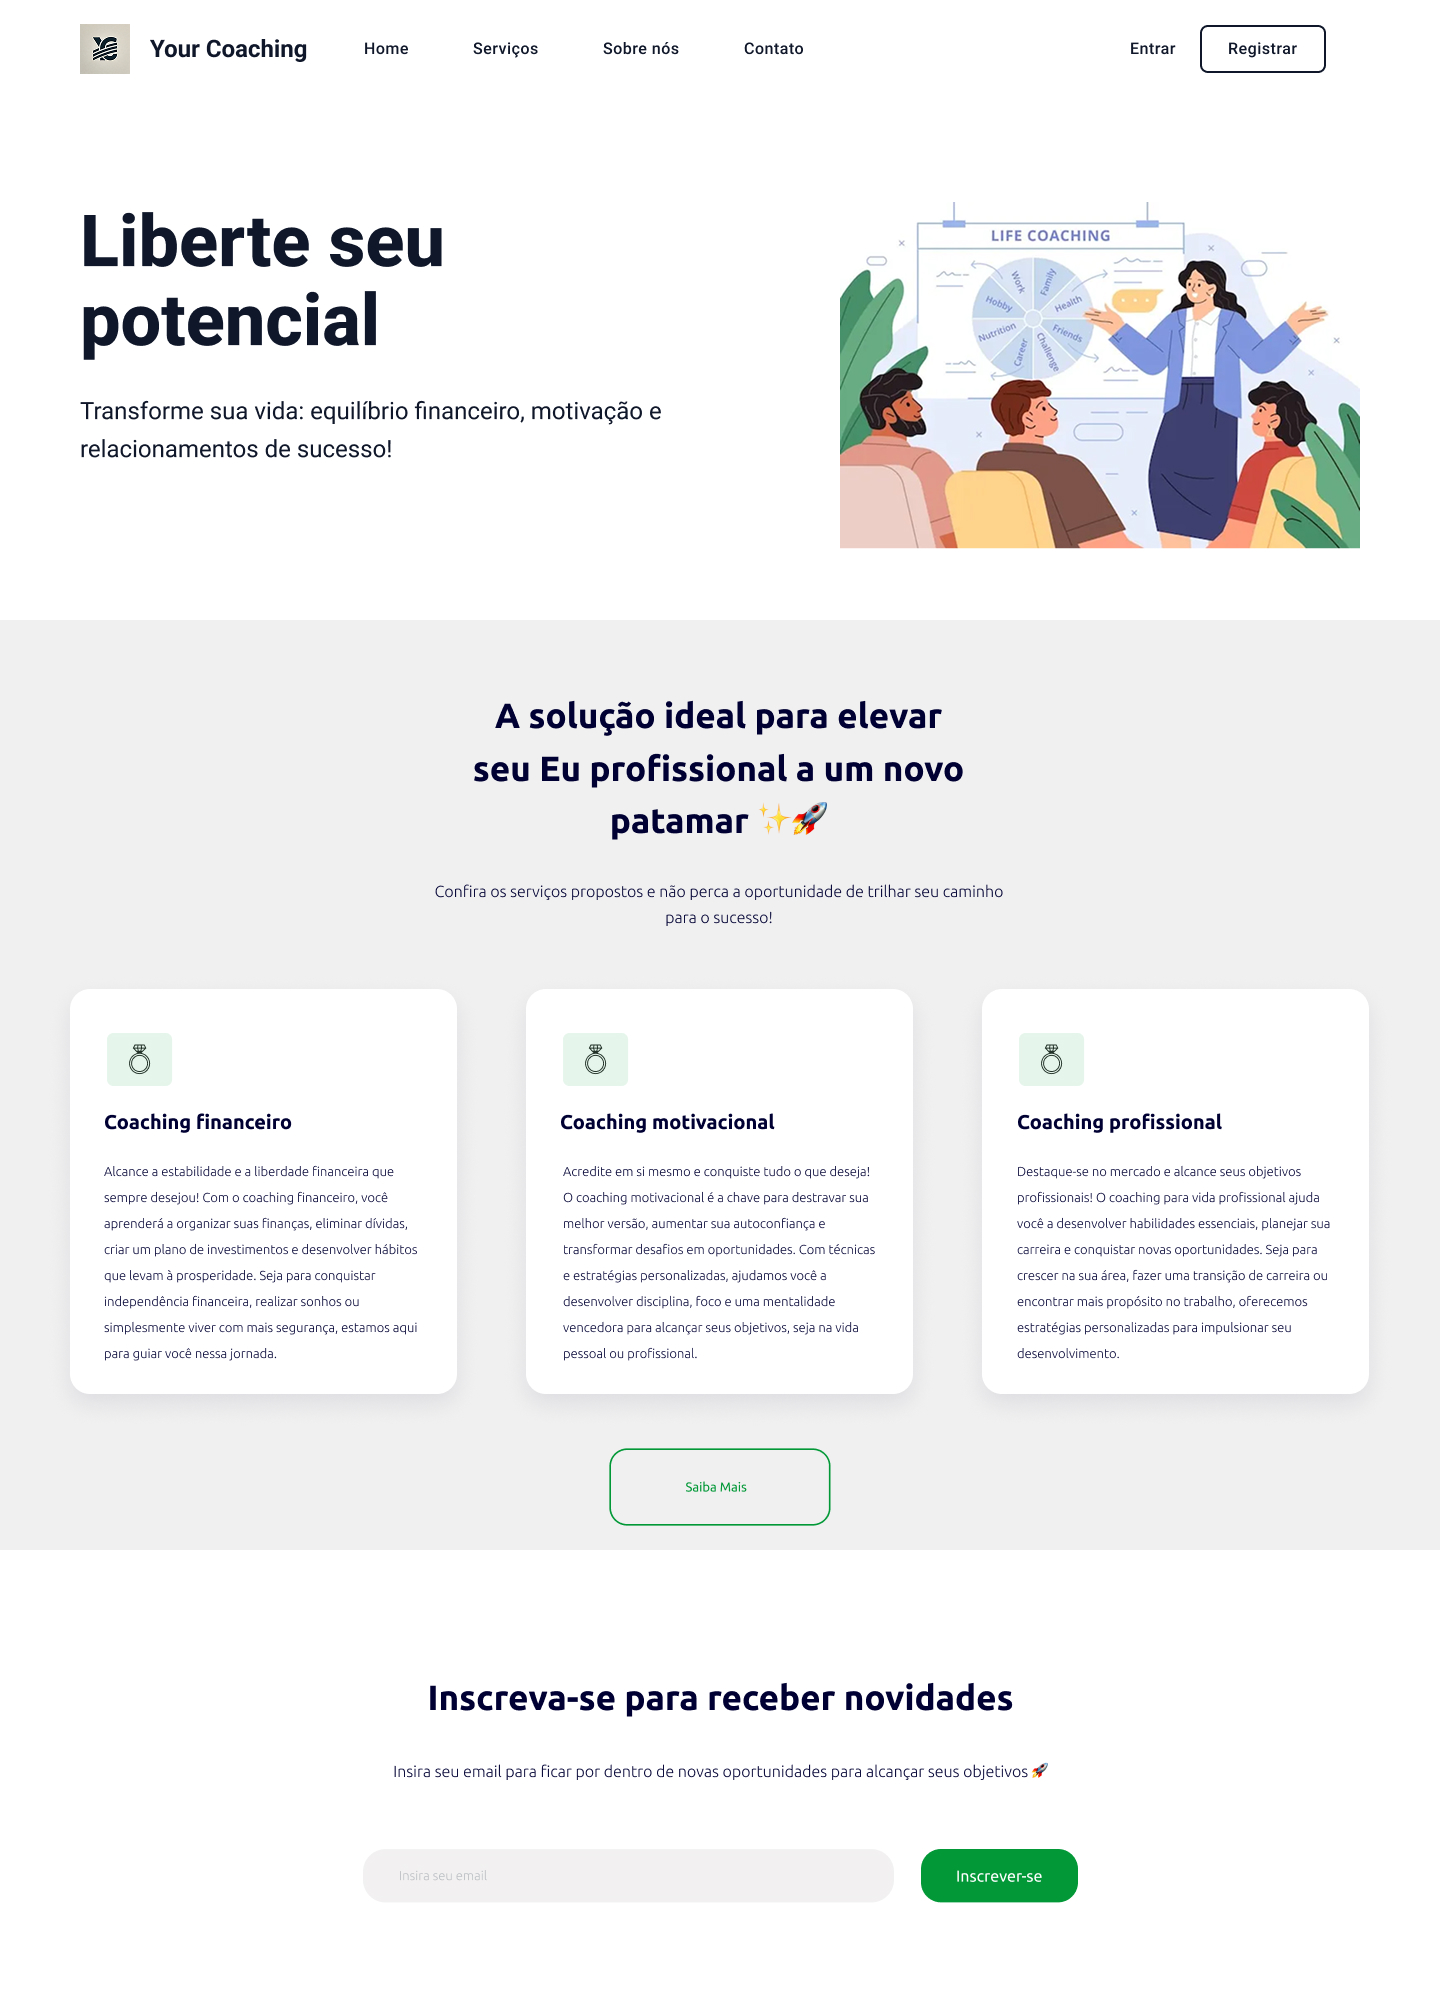 Your Coaching
Home
Serviços
Sobre nós
Contato
Entrar
Registrar
Liberte seu
potencial
Transforme sua vida: equilíbrio financeiro, motivação e
relacionamentos de sucesso!
LIFE COACHING
Work
Family
Hobby
Health
Nutrition
Friends
Career
Challenge
A solução ideal para elevar
seu Eu profissional a um novo
patamar ✨🚀
Confira os serviços propostos e não perca a oportunidade de trilhar seu caminho
para o sucesso!
Coaching financeiro
Alcance a estabilidade e a liberdade financeira que
sempre desejou! Com o coaching financeiro, você
aprenderá a organizar suas finanças, eliminar dívidas,
criar um plano de investimentos e desenvolver hábitos
que levam à prosperidade. Seja para conquistar
independência financeira, realizar sonhos ou
simplesmente viver com mais segurança, estamos aqui
para guiar você nessa jornada.
Coaching motivacional
Acredite em si mesmo e conquiste tudo o que deseja!
O coaching motivacional é a chave para destravar sua
melhor versão, aumentar sua autoconfiança e
transformar desafios em oportunidades. Com técnicas
e estratégias personalizadas, ajudamos você a
desenvolver disciplina, foco e uma mentalidade
vencedora para alcançar seus objetivos, seja na vida
pessoal ou profissional.
Coaching profissional
Destaque-se no mercado e alcance seus objetivos
profissionais! O coaching para vida profissional ajuda
você a desenvolver habilidades essenciais, planejar sua
carreira e conquistar novas oportunidades. Seja para
crescer na sua área, fazer uma transição de carreira ou
encontrar mais propósito no trabalho, oferecemos
estratégias personalizadas para impulsionar seu
desenvolvimento.
Saiba Mais
Inscreva-se para receber novidades
Insira seu email para ficar por dentro de novas oportunidades para alcançar seus objetivos 🚀
Insira seu email
Inscrever-se